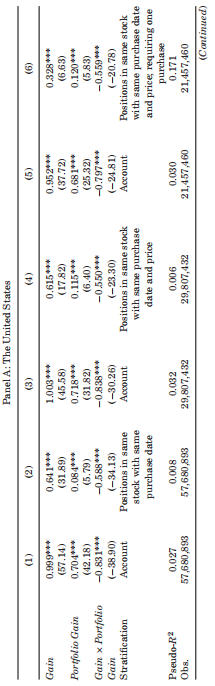 Panel A: The United States
(1) (2) (3) (4) (5) (6)
Gain 0.999*** 0.641*** 1.003*** 0.615*** 0.952*** 0.328***
(57.14) (31.89) (45.58) (17.82) (37.72) (6.63)
Portfolio Gain 0.704*** 0.084*** 0.718*** 0.115*** 0.681*** 0.120***
(42.18) (5.79) (31.82) (6.40) (25.32) (5.83)
Gain × Portfolio −0.831*** −0.588*** −0.838*** −0.550*** −0.797*** −0.559***
Gain (−38.90) (−34.13) (−30.26) (−23.30) (−24.81) (−20.78)
Stratification Account Positions in same Account Positions in same stock Account Positions in same stock
stock with same with same purchase with same purchase date
purchase date date and price and price; requiring one
purchase
Pseudo-R² 0.027 0.008 0.032 0.006 0.030 0.171
Obs. 57,680,893 57,680,893 29,807,432 29,807,432 21,457,460 21,457,460
(Continued)